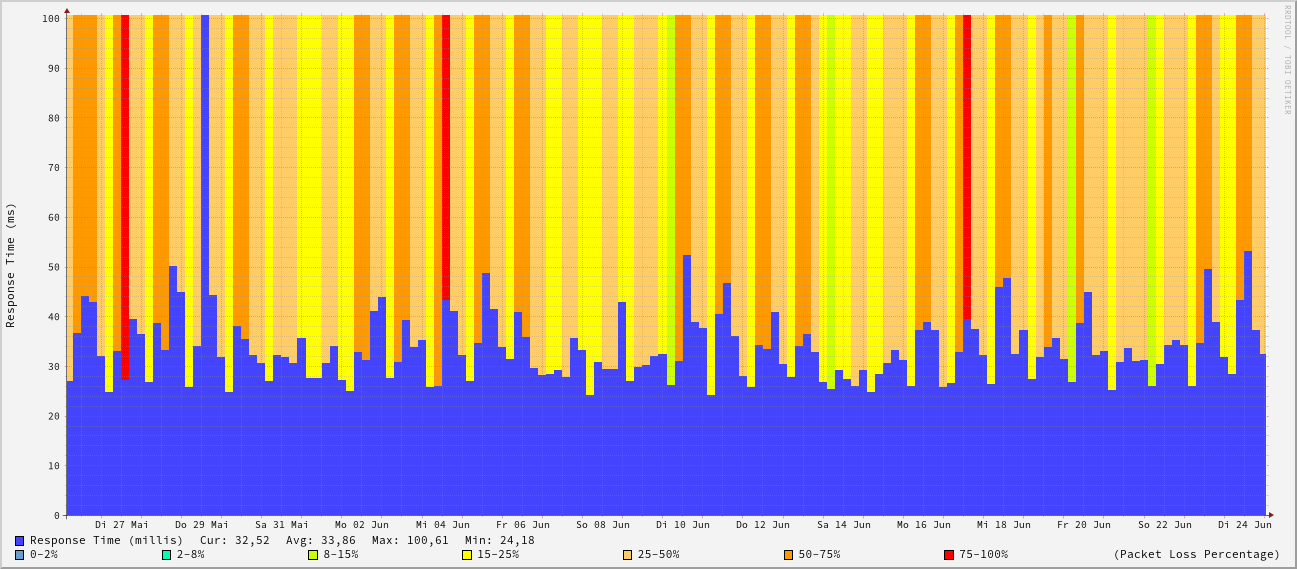 RRDTOOL / TOBI OETIKER
Response Time (ms)
100
90
80
70
60
50
40
30
20
10
0
Di 27 Mai Do 29 Mai Sa 31 Mai Mo 02 Jun Mi 04 Jun Fr 06 Jun So 08 Jun Di 10 Jun Do 12 Jun Sa 14 Jun Mo 16 Jun Mi 18 Jun Fr 20 Jun So 22 Jun Di 24 Jun
Response Time (millis) Cur: 32,52 Avg: 33,86 Max: 100,61 Min: 24,18
0-2% 2-8% 8-15% 15-25% 25-50% 50-75% 75-100% (Packet Loss Percentage)